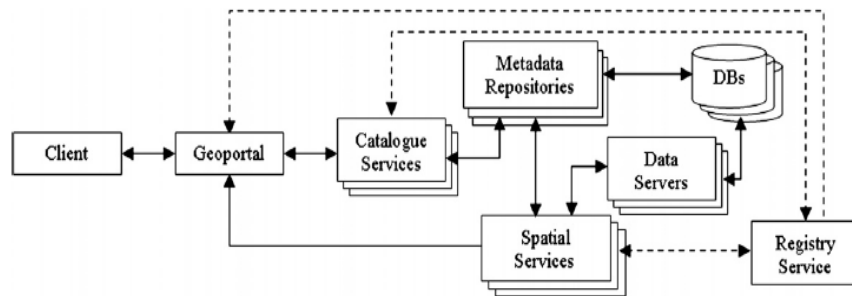 Metadata
Repositories
DBs
Client
Geoportal
Catalogue
Services
Data
Servers
Spatial
Services
Registry
Service